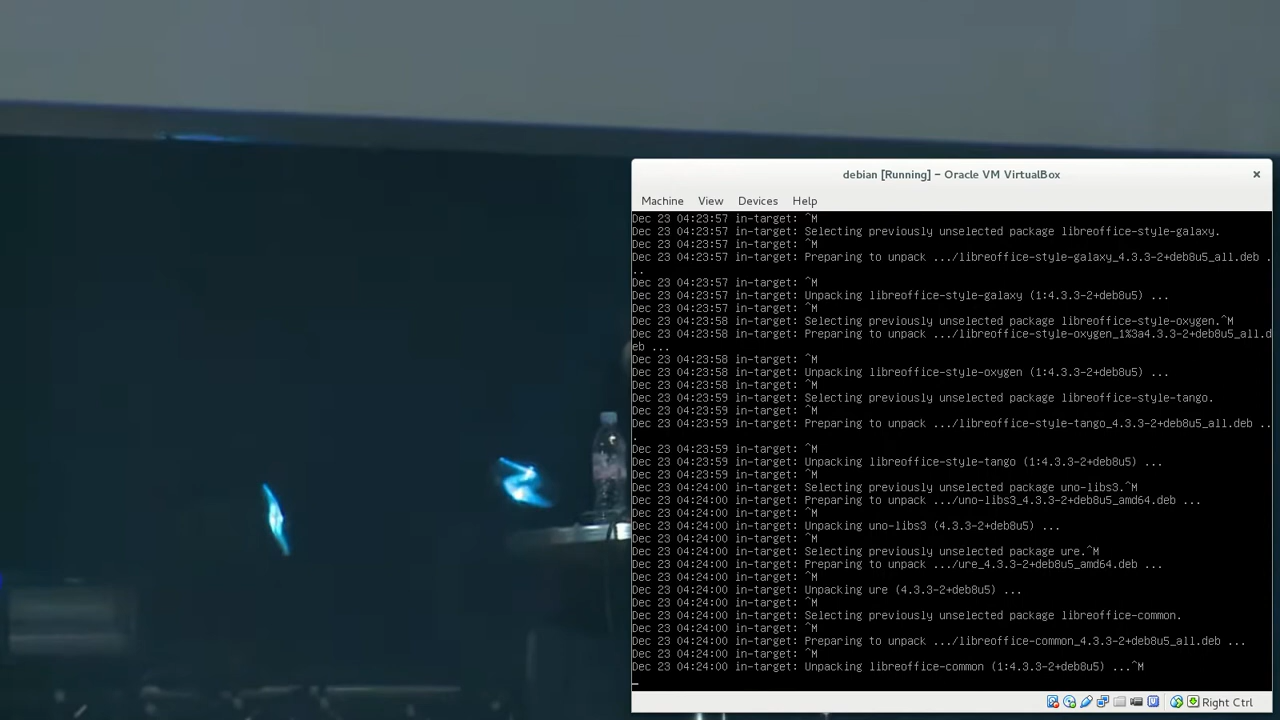 debian [Running] – Oracle VM VirtualBox
Machine View Devices Help
Dec 23 04:23:57 in-target: ^M
Dec 23 04:23:57 in-target: Selecting previously unselected package libreoffice-style-galaxy.
Dec 23 04:23:57 in-target: ^M
Dec 23 04:23:57 in-target: Preparing to unpack .../libreoffice-style-galaxy_4.3.3-2+deb8u5_all.deb .
..
Dec 23 04:23:57 in-target: ^M
Dec 23 04:23:57 in-target: Unpacking libreoffice-style-galaxy (1:4.3.3-2+deb8u5) ...
Dec 23 04:23:57 in-target: ^M
Dec 23 04:23:58 in-target: Selecting previously unselected package libreoffice-style-oxygen.^M
Dec 23 04:23:58 in-target: Preparing to unpack .../libreoffice-style-oxygen_1%3a4.3.3-2+deb8u5_all.d
eb ...
Dec 23 04:23:58 in-target: ^M
Dec 23 04:23:58 in-target: Unpacking libreoffice-style-oxygen (1:4.3.3-2+deb8u5) ...
Dec 23 04:23:58 in-target: ^M
Dec 23 04:23:59 in-target: Selecting previously unselected package libreoffice-style-tango.
Dec 23 04:23:59 in-target: ^M
Dec 23 04:23:59 in-target: Preparing to unpack .../libreoffice-style-tango_4.3.3-2+deb8u5_all.deb ..
.
Dec 23 04:23:59 in-target: ^M
Dec 23 04:23:59 in-target: Unpacking libreoffice-style-tango (1:4.3.3-2+deb8u5) ...
Dec 23 04:23:59 in-target: ^M
Dec 23 04:24:00 in-target: Selecting previously unselected package uno-libs3.^M
Dec 23 04:24:00 in-target: Preparing to unpack .../uno-libs3_4.3.3-2+deb8u5_amd64.deb ...
Dec 23 04:24:00 in-target: ^M
Dec 23 04:24:00 in-target: Unpacking uno-libs3 (4.3.3-2+deb8u5) ...
Dec 23 04:24:00 in-target: ^M
Dec 23 04:24:00 in-target: Selecting previously unselected package ure.^M
Dec 23 04:24:00 in-target: Preparing to unpack .../ure_4.3.3-2+deb8u5_amd64.deb ...
Dec 23 04:24:00 in-target: ^M
Dec 23 04:24:00 in-target: Unpacking ure (4.3.3-2+deb8u5) ...
Dec 23 04:24:00 in-target: ^M
Dec 23 04:24:00 in-target: Selecting previously unselected package libreoffice-common.
Dec 23 04:24:00 in-target: ^M
Dec 23 04:24:00 in-target: Preparing to unpack .../libreoffice-common_4.3.3-2+deb8u5_all.deb ...
Dec 23 04:24:00 in-target: ^M
Dec 23 04:24:00 in-target: Unpacking libreoffice-common (1:4.3.3-2+deb8u5) ...^M
_
Right Ctrl